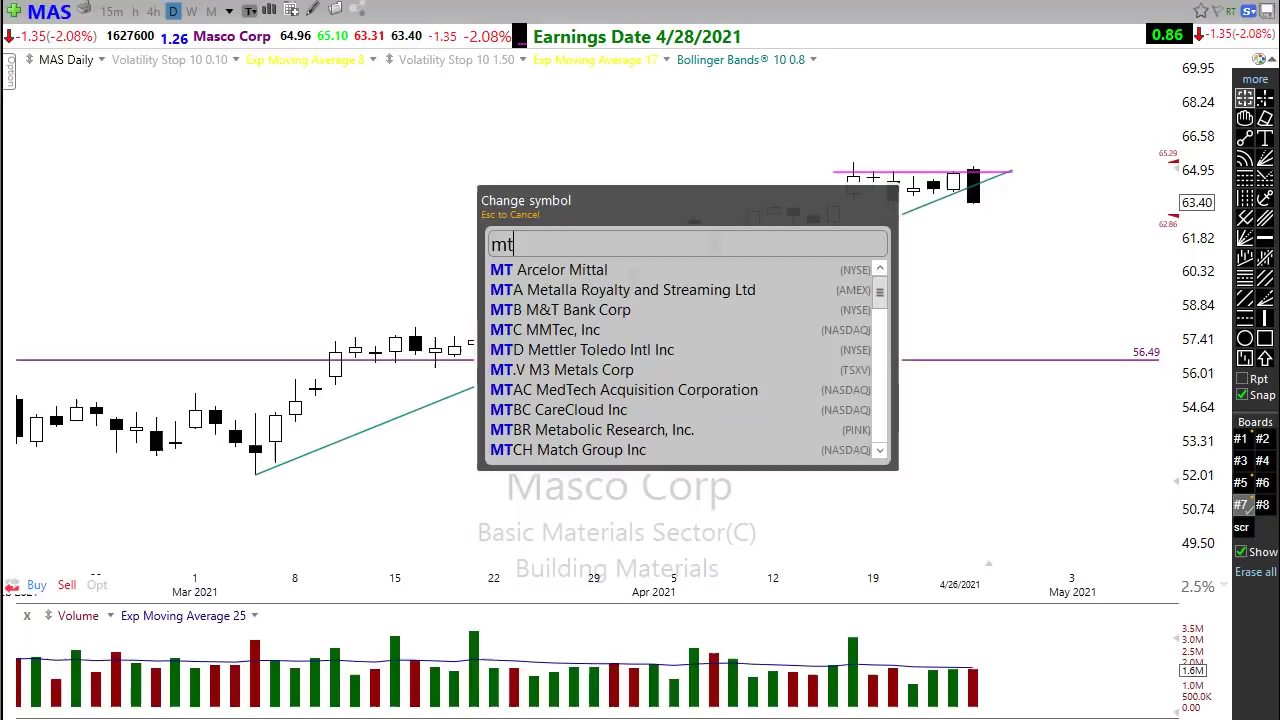 MAS 15m h 4h D W M
-1.35(-2.08%) 1627600 1.26 Masco Corp 64.96 65.10 63.31 63.40 -1.35 -2.08% Earnings Date 4/28/2021 0.86 -1.35(-2.08%)
RT S
Option
MAS Daily Volatility Stop 10 0.10 Exp Moving Average 8 Volatility Stop 10 1.50 Exp Moving Average 17 Bollinger Bands® 10 0.8
Change symbol
Esc to Cancel
mt
MT Arcelor Mittal (NYSE)
MTA Metalla Royalty and Streaming Ltd (AMEX)
MTB M&T Bank Corp (NYSE)
MTC MMTec, Inc (NASDAQ)
MTD Mettler Toledo Intl Inc (NYSE)
MT.V M3 Metals Corp (TSXV)
MTAC MedTech Acquisition Corporation (NASDAQ)
MTBC CareCloud Inc (NASDAQ)
MTBR Metabolic Research, Inc. (PINK)
MTCH Match Group Inc (NASDAQ)
Masco Corp
Basic Materials Sector(C)
Building Materials
65.29
62.86
56.49
69.95
68.24
66.58
64.95
63.40
61.82
60.32
58.84
57.41
56.01
54.64
53.31
52.01
50.74
49.50
2.5%
Buy Sell Opt
1 8 15 22 29 5 12 19 4/26/2021 3
Mar 2021 Apr 2021 May 2021
x Volume Exp Moving Average 25
3.5M
3.0M
2.5M
2.0M
1.6M
1.0M
500.0K
0.00
more
T
Rpt
Snap
Boards
#1 #2
#3 #4
#5 #6
#7 #8
scr
Show
Erase all